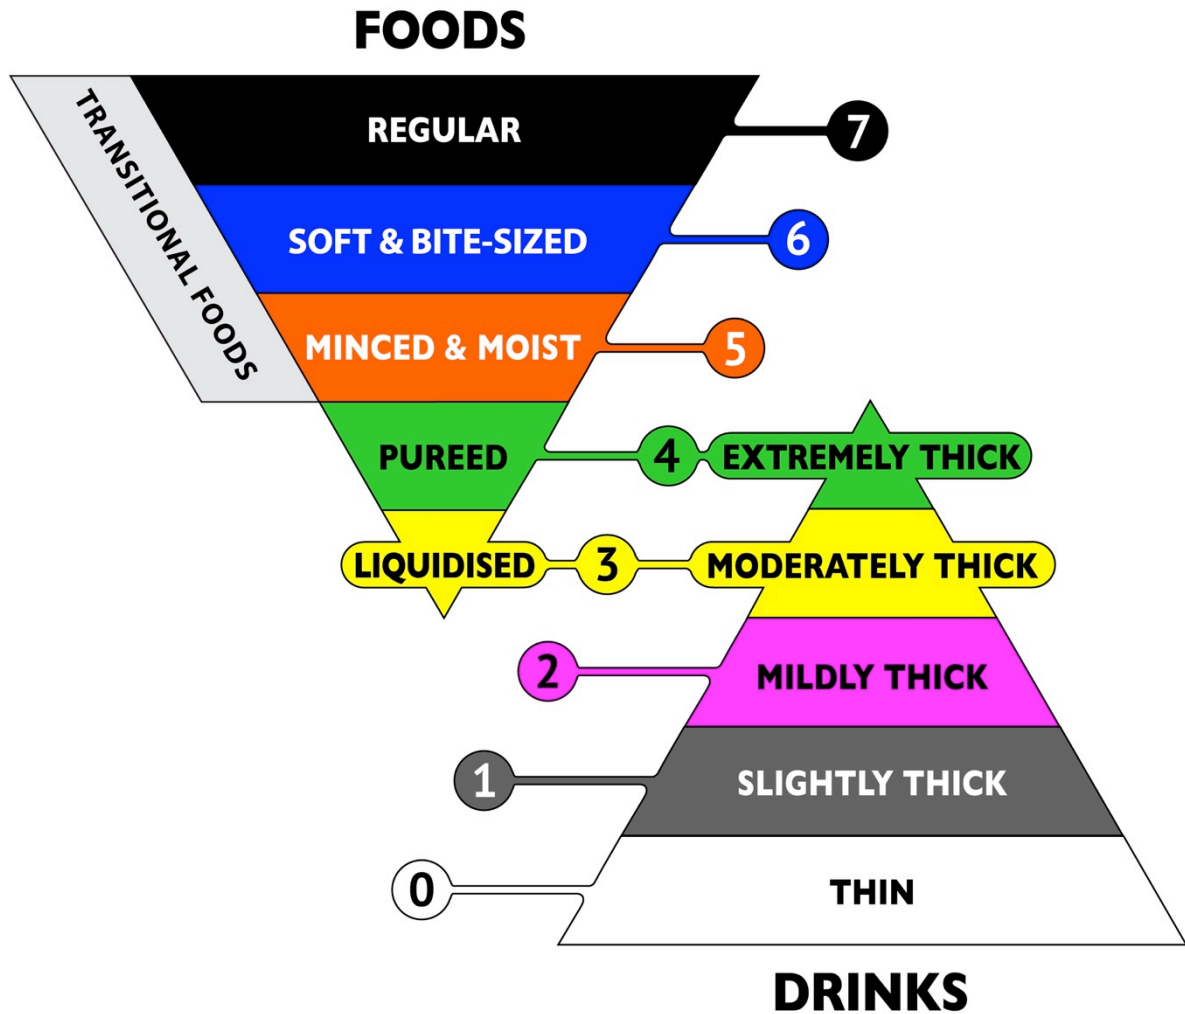 FOODS
TRANSITIONAL FOODS
REGULAR
7
SOFT & BITE-SIZED
6
MINCED & MOIST
5
PUREED
4
EXTREMELY THICK
LIQUIDISED
3
MODERATELY THICK
2
MILDLY THICK
1
SLIGHTLY THICK
0
THIN
DRINKS